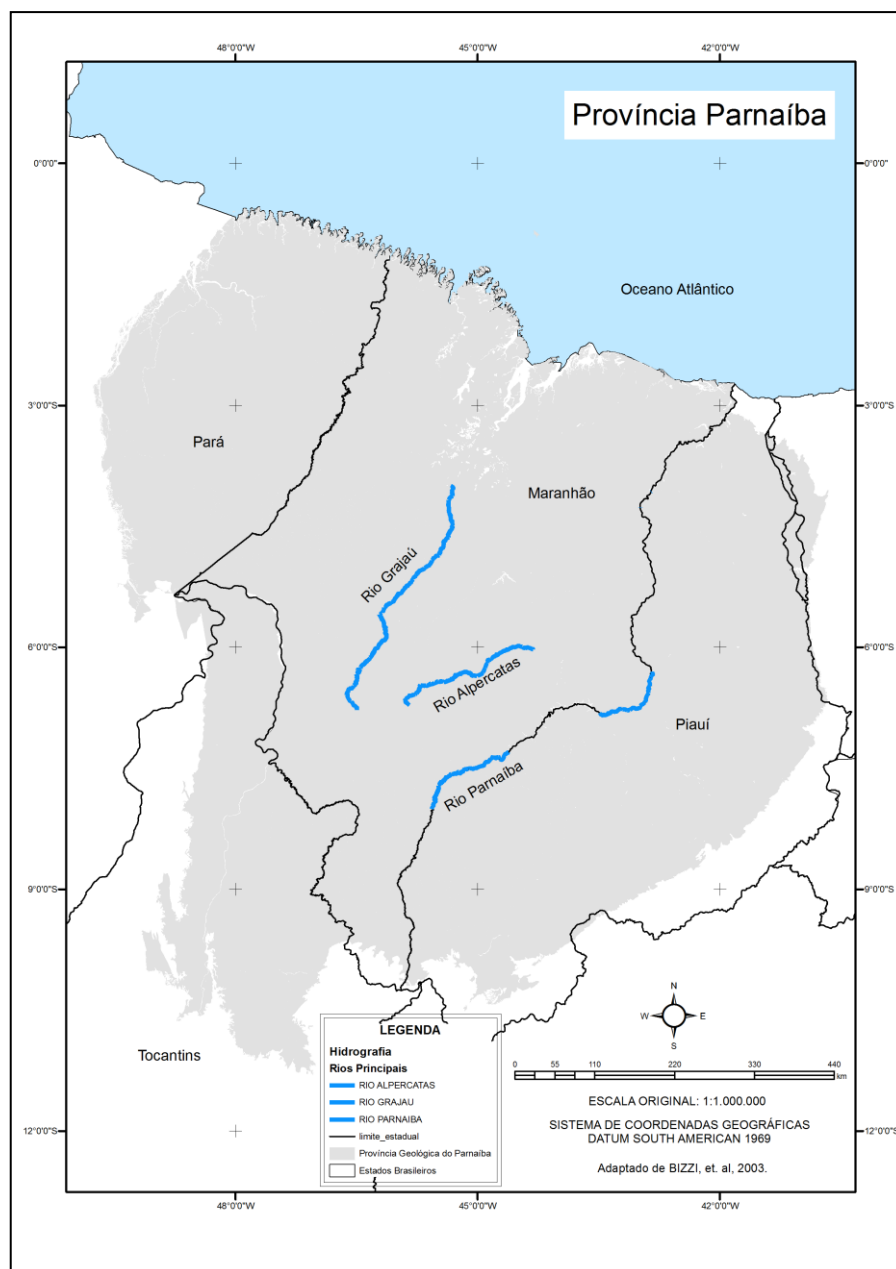 48°0'0"W 45°0'0"W 42°0'0"W
Província Parnaíba
0°0'0" 0°0'0"
Oceano Atlântico
3°0'0"S 3°0'0"S
Pará
Maranhão
Rio Grajaú
6°0'0"S 6°0'0"S
Rio Alpercatas
Piauí
Rio Parnaíba
9°0'0"S 9°0'0"S
N
W E
S
Tocantins
LEGENDA
Hidrografia
Rios Principais
RIO ALPERCATAS
RIO GRAJAU
RIO PARNAIBA
limite_estadual
Província Geológica do Parnaíba
Estados Brasileiros
0 55 110 220 330 440
km
ESCALA ORIGINAL: 1:1.000.000
SISTEMA DE COORDENADAS GEOGRÁFICAS
DATUM SOUTH AMERICAN 1969
Adaptado de BIZZI, et. al, 2003.
12°0'0"S 12°0'0"S
48°0'0"W 45°0'0"W 42°0'0"W